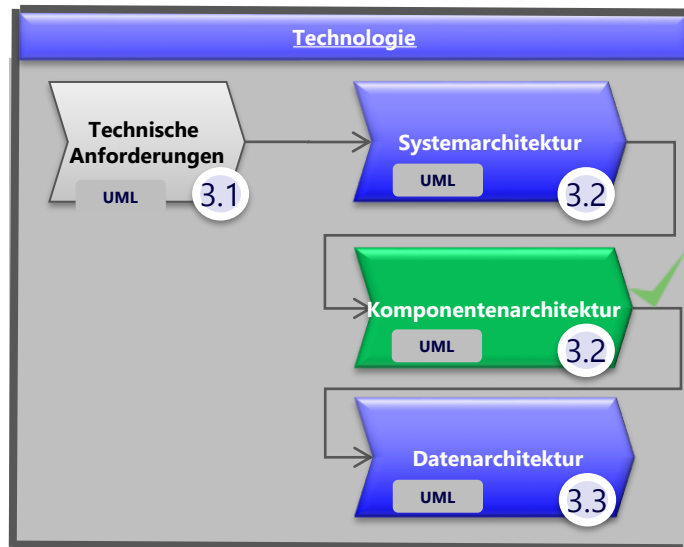 Technologie
Technische
Anforderungen
UML
3.1
Systemarchitektur
UML
3.2
Komponentenarchitektur
UML
3.2
Datenarchitektur
UML
3.3